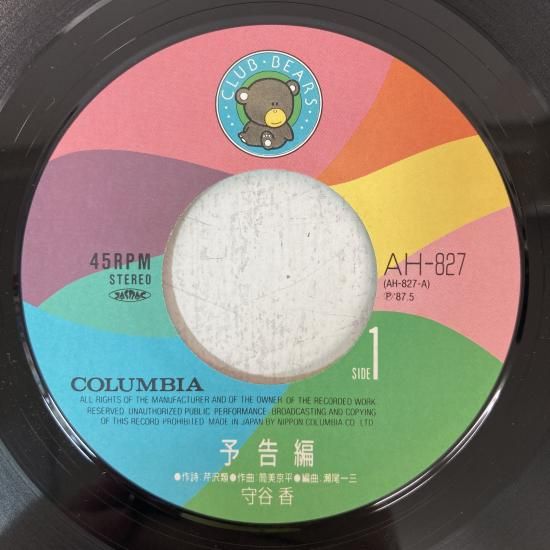 CLUB・BEARS
45RPM
STEREO
AH-827
(AH-827-A)
Ⓟ'87.5
SIDE 1
COLUMBIA
ALL RIGHTS OF THE MANUFACTURER AND OF THE OWNER OF THE RECORDED WORK
RESERVED. UNAUTHORIZED PUBLIC PERFORMANCE. BROADCASTING AND COPYING
OF THIS RECORD PROHIBITED. MADE IN JAPAN BY NIPPON COLUMBIA CO. LTD.
予告編
●作詩:芹沢類●作曲:筒美京平●編曲:瀬尾一三
守谷 香